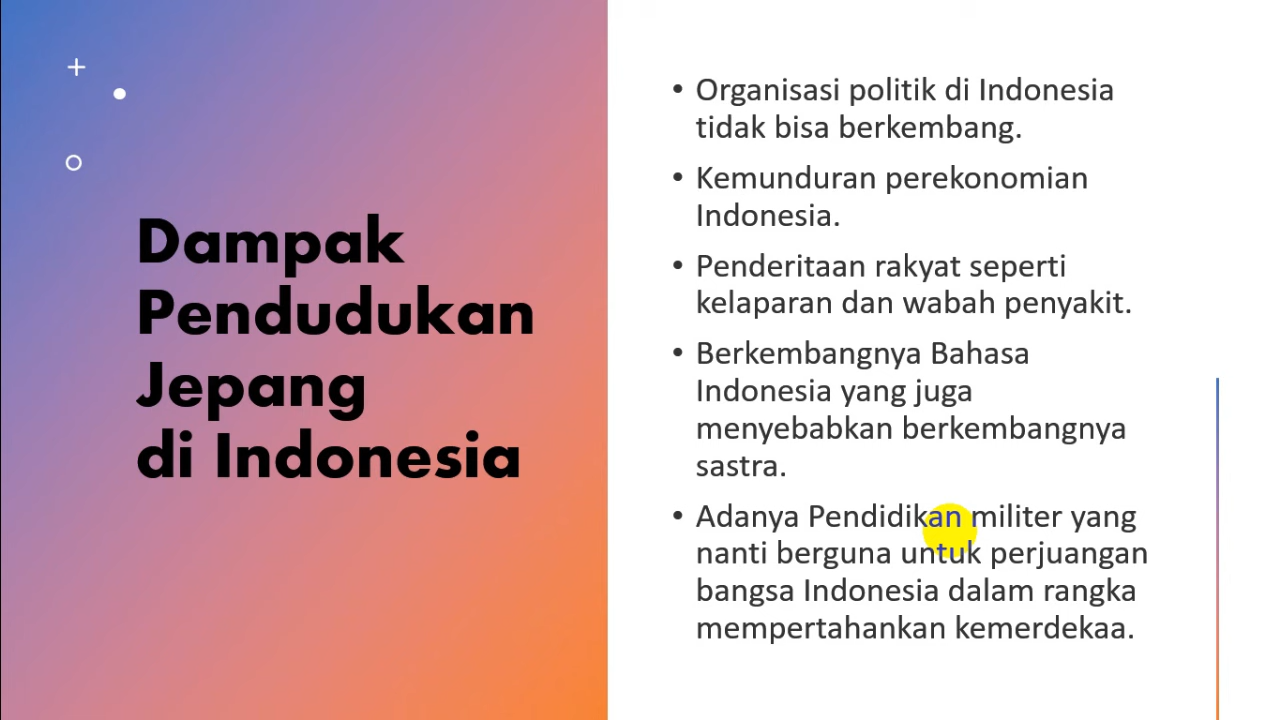 Dampak
Pendudukan
Jepang
di Indonesia
• Organisasi politik di Indonesia
tidak bisa berkembang.
• Kemunduran perekonomian
Indonesia.
• Penderitaan rakyat seperti
kelaparan dan wabah penyakit.
• Berkembangnya Bahasa
Indonesia yang juga
menyebabkan berkembangnya
sastra.
• Adanya Pendidikan militer yang
nanti berguna untuk perjuangan
bangsa Indonesia dalam rangka
mempertahankan kemerdekaa.